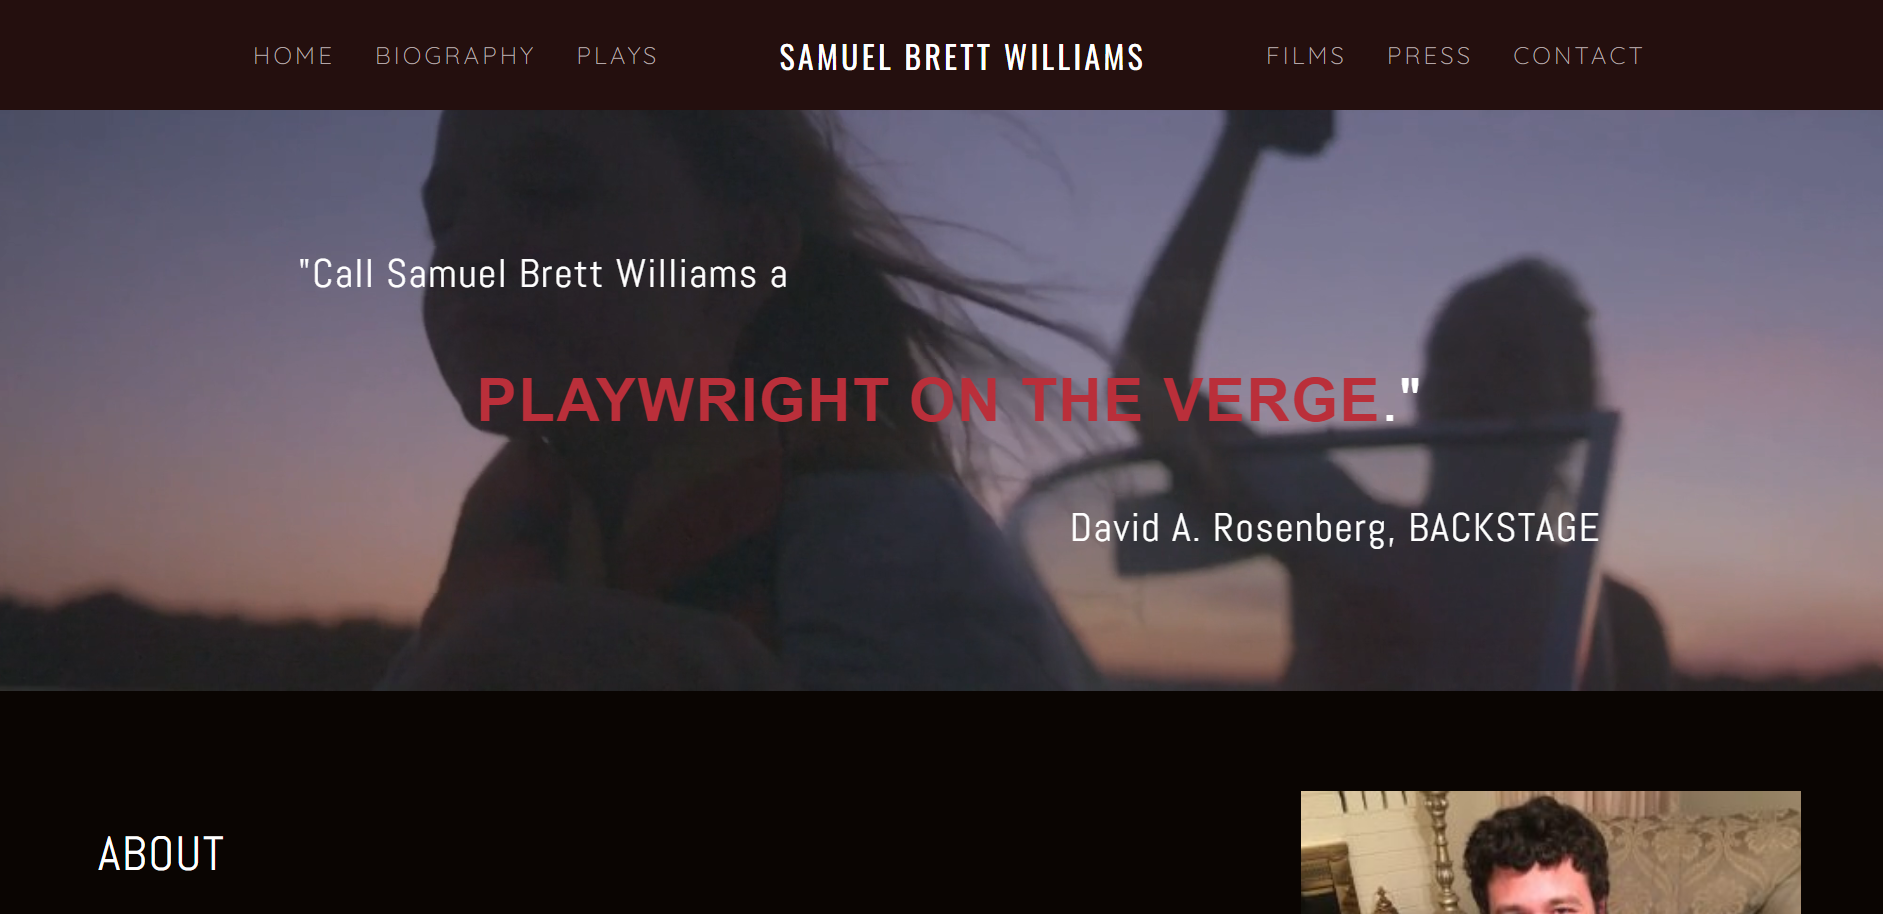 HOME BIOGRAPHY PLAYS SAMUEL BRETT WILLIAMS FILMS PRESS CONTACT
"Call Samuel Brett Williams a
PLAYWRIGHT ON THE VERGE."
David A. Rosenberg, BACKSTAGE
ABOUT